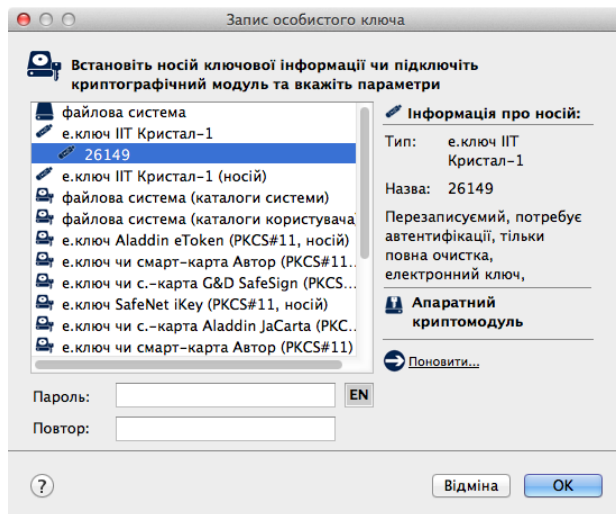 Запис особистого ключа
Встановіть носій ключової інформації чи підключіть
криптографічний модуль та вкажіть параметри
файлова система
е.ключ ІІТ Кристал-1
26149
е.ключ ІІТ Кристал-1 (носій)
файлова система (каталоги системи)
файлова система (каталоги користувача
е.ключ Aladdin eToken (PKCS#11, носій)
е.ключ чи смарт-карта Автор (PKCS#11...
е.ключ чи с.-карта G&D SafeSign (PKCS...
е.ключ SafeNet iKey (PKCS#11, носій)
е.ключ чи с.-карта Aladdin JaCarta (PKC...
е.ключ чи смарт-карта Автор (PKCS#11)
Інформація про носій:
Тип: е.ключ ІІТ
Кристал-1
Назва: 26149
Перезаписуємий, потребує
автентифікації, тільки
повна очистка,
електронний ключ,
Апаратний
криптомодуль
Поновити...
Пароль:
EN
Повтор:
?
Відміна
OK